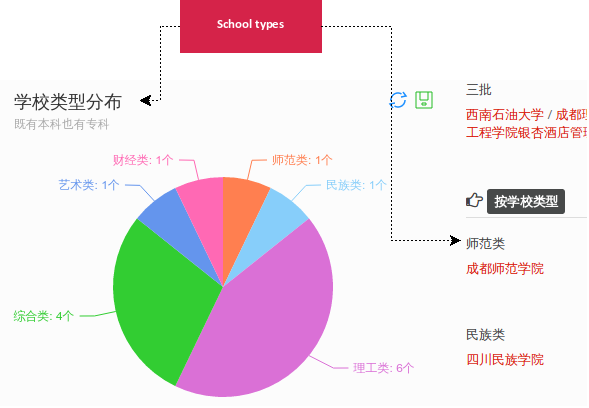 School types
学校类型分布
既有本科也有专科
财经类: 1个
师范类: 1个
艺术类: 1个
民族类: 1个
综合类: 4个
理工类: 6个
三批
西南石油大学 / 成都理
工程学院银杏酒店管理
按学校类型
师范类
成都师范学院
民族类
四川民族学院